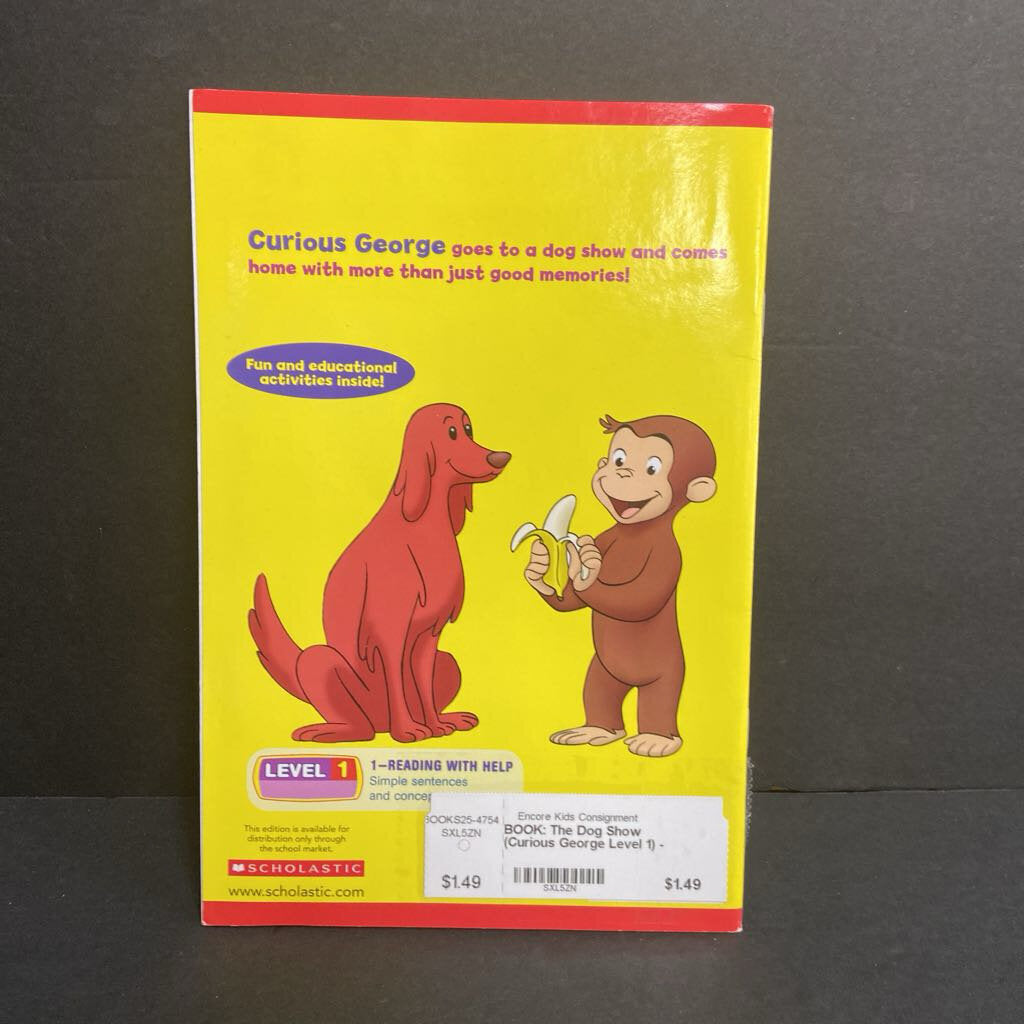 Curious George goes to a dog show and comes
home with more than just good memories!
Fun and educational
activities inside!
LEVEL 1
1–READING WITH HELP
Simple sentences
and
This edition is available for
distribution only through
the school market.
SCHOLASTIC
www.scholastic.com
BOOKS25-4754
SXL5ZN
$1.49
Encore Kids Consignment
BOOK: The Dog Show
(Curious George Level 1) -
SXL5ZN
$1.49